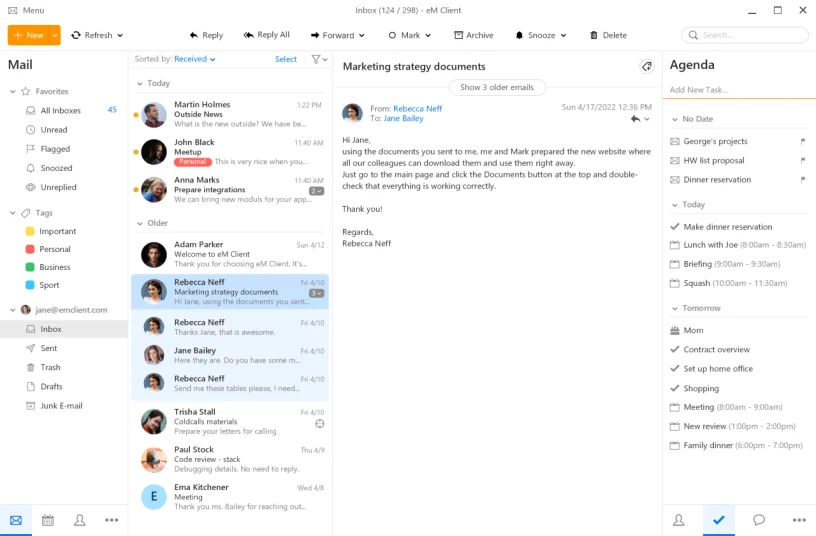 Menu
Inbox (124 / 298) - eM Client
New
Refresh
Reply
Reply All
Forward
Mark
Archive
Snooze
Delete
Search...
Mail
Favorites
All Inboxes 45
Unread
Flagged
Snoozed
Unreplied
Tags
Important
Personal
Business
Sport
jane@emclient.com
Inbox
Sent
Trash
Drafts
Junk E-mail
Sorted by: Received
Select
Today
Martin Holmes 1:22 PM
Outside News
What is the new outside? We have be...
John Black 11:40 AM
Meetup
Personal This is very nice when you...
Anna Marks 11:40 AM
Prepare integrations 2
We can bring new moduls for your app...
Older
Adam Parker Sun 4/12
Welcome to eM Client
Thank you for choosing eM Client. It's...
Rebecca Neff Fri 4/10
Marketing strategy documents 3
Hi Jane, using the documents you sent...
Rebecca Neff Fri 4/10
Thanks Jane, that is awesome.
Jane Bailey Fri 4/10
Here they are. Do you have some m...
Rebecca Neff Fri 4/10
Send me these tables please, I need...
Trisha Stall Fri 4/10
Coldcalls materials
Prepare your letters for calling
Paul Stock Thu 4/9
Code review - stack
Debugging details. No need to reply.
E
Ema Kitchener Wed 4/8
Meeting
Thank you ms. Bailey for reaching out...
Marketing strategy documents
Show 3 older emails
From: Rebecca Neff
To: Jane Bailey
Sun 4/17/2022 12:36 PM
Hi Jane,
using the documents you sent to me, me and Mark prepared the new website where
all our colleagues can download them and use them right away.
Just go to the main page and click the Documents button at the top and double-
check that everything is working correctly.
Thank you!
Regards,
Rebecca Neff
Agenda
Add New Task...
No Date
George's projects
HW list proposal
Dinner reservation
Today
Make dinner reservation
Lunch with Joe (8:00am - 8:30am)
Briefing (9:00am - 9:30am)
Squash (10:00am - 11:30am)
Tomorrow
Mom
Contract overview
Set up home office
Shopping
Meeting (8:00am - 9:00am)
New review (1:00pm - 2:00pm)
Family dinner (6:00pm - 7:00pm)